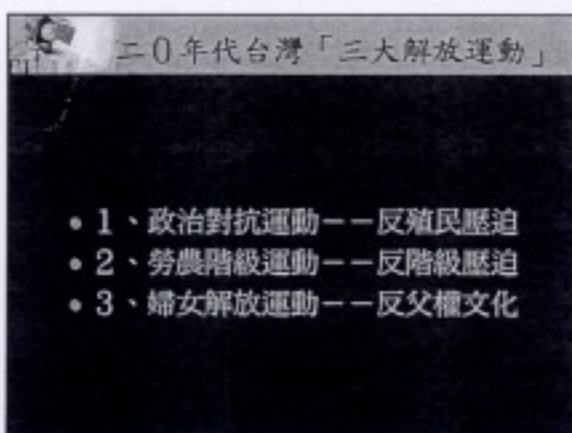 二0年代台灣「三大解放運動」
• 1、政治對抗運動——反殖民壓迫
• 2、勞農階級運動——反階級壓迫
• 3、婦女解放運動——反父權文化